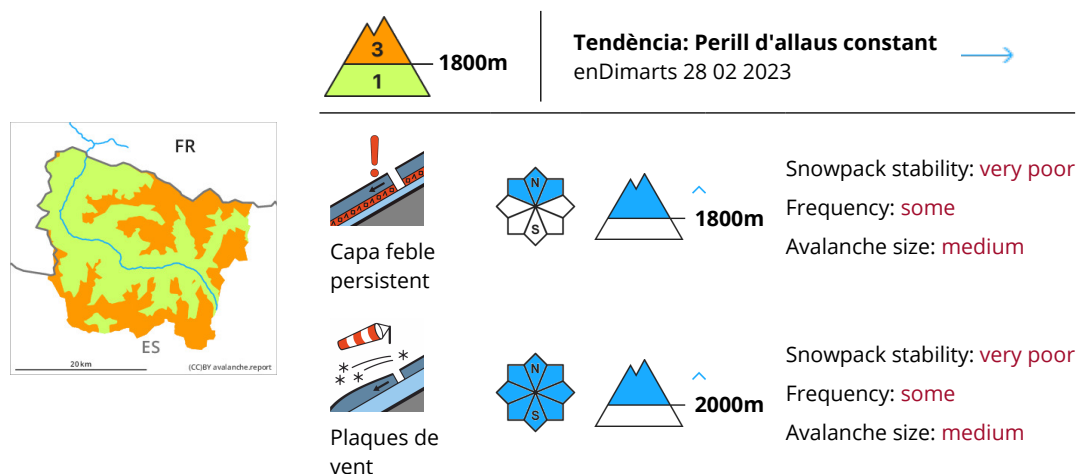 3
1
1800m
Tendència: Perill d'allaus constant
enDimarts 28 02 2023
FR
ES
20km
(CC)BY avalanche.report
Capa feble
persistent
N
S
1800m
Snowpack stability: very poor
Frequency: some
Avalanche size: medium
Plaques de
vent
N
S
2000m
Snowpack stability: very poor
Frequency: some
Avalanche size: medium